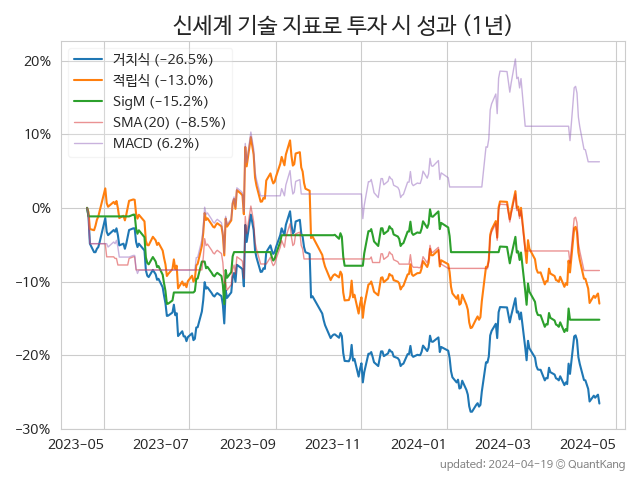 신세계 기술 지표로 투자 시 성과 (1년)
거치식 (−26.5%)
적립식 (−13.0%)
SigM (−15.2%)
SMA(20) (−8.5%)
MACD (6.2%)
20%
10%
0%
−10%
−20%
−30%
2023-05 2023-07 2023-09 2023-11 2024-01 2024-03 2024-05
updated: 2024-04-19 © QuantKang